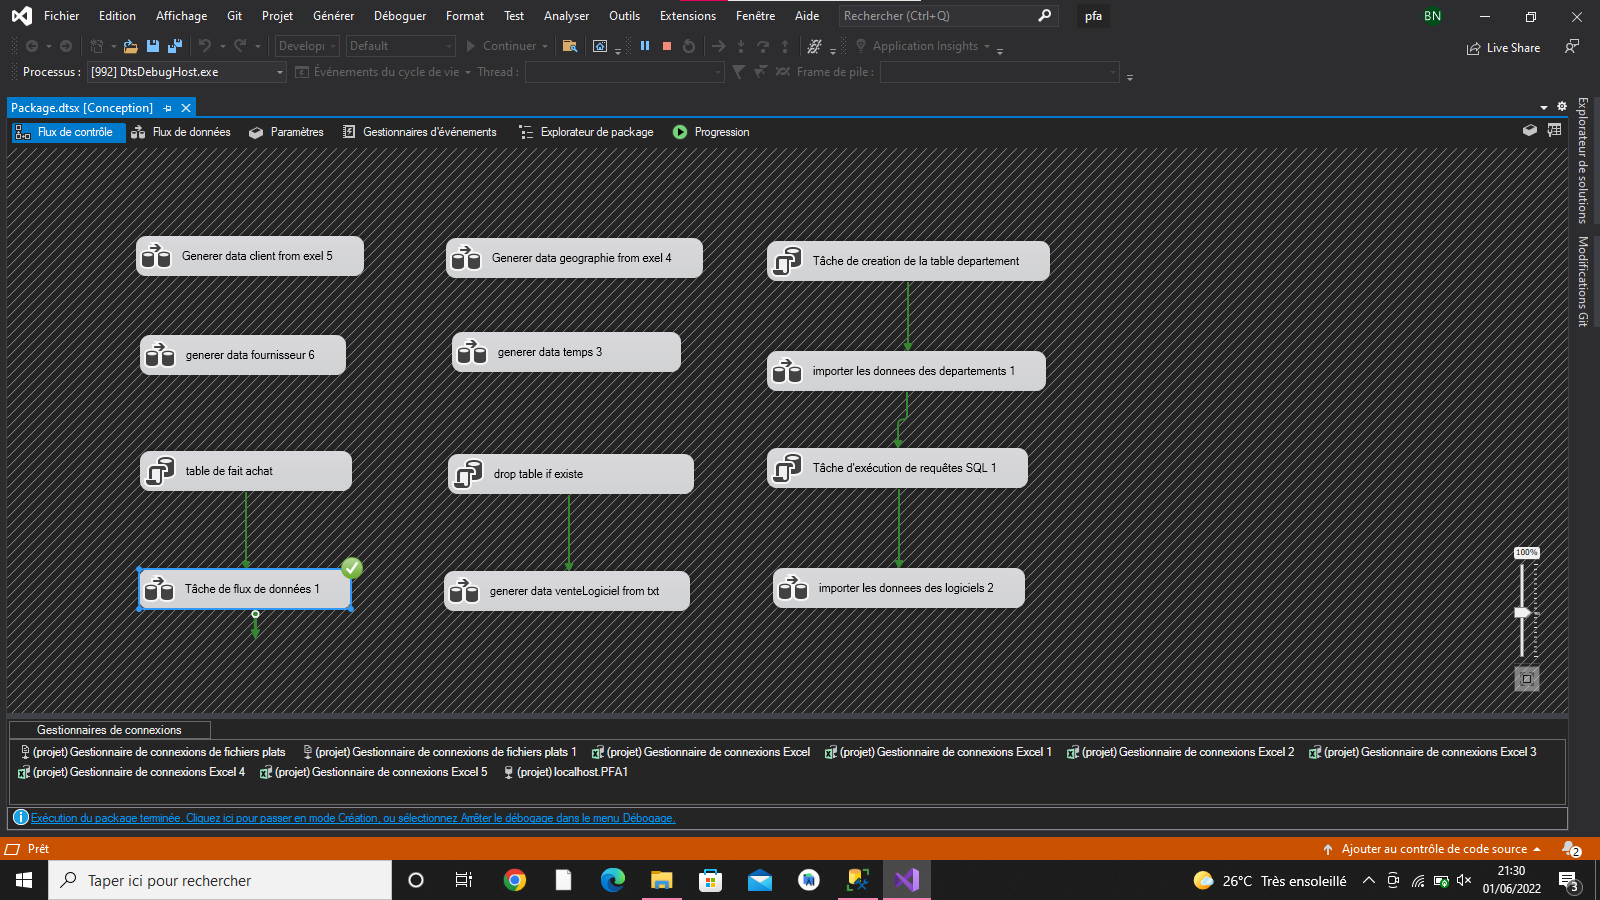 Fichier Edition Affichage Git Projet Générer Déboguer Format Test Analyser Outils Extensions Fenêtre Aide Rechercher (Ctrl+Q) pfa BN
Developi Default Continuer Application Insights Live Share
Processus : [992] DtsDebugHost.exe Événements du cycle de vie Thread : Frame de pile :
Package.dtsx [Conception]
Flux de contrôle Flux de données Paramètres Gestionnaires d'événements Explorateur de package Progression
Explorateur de solutions
Modifications Git
Generer data client from exel 5
Generer data geographie from exel 4
Tâche de creation de la table departement
generer data fournisseur 6
generer data temps 3
importer les donnees des departements 1
table de fait achat
drop table if existe
Tâche d'exécution de requêtes SQL 1
Tâche de flux de données 1
generer data venteLogiciel from txt
importer les donnees des logiciels 2
100%
Gestionnaires de connexions
(projet) Gestionnaire de connexions de fichiers plats (projet) Gestionnaire de connexions de fichiers plats 1 (projet) Gestionnaire de connexions Excel (projet) Gestionnaire de connexions Excel 1 (projet) Gestionnaire de connexions Excel 2 (projet) Gestionnaire de connexions Excel 3
(projet) Gestionnaire de connexions Excel 4 (projet) Gestionnaire de connexions Excel 5 (projet) localhost.PFA1
Exécution du package terminée. Cliquez ici pour passer en mode Création, ou sélectionnez Arrêter le débogage dans le menu Débogage.
Prêt Ajouter au contrôle de code source 2
Taper ici pour rechercher 26°C Très ensoleillé 21:30
01/06/2022 3